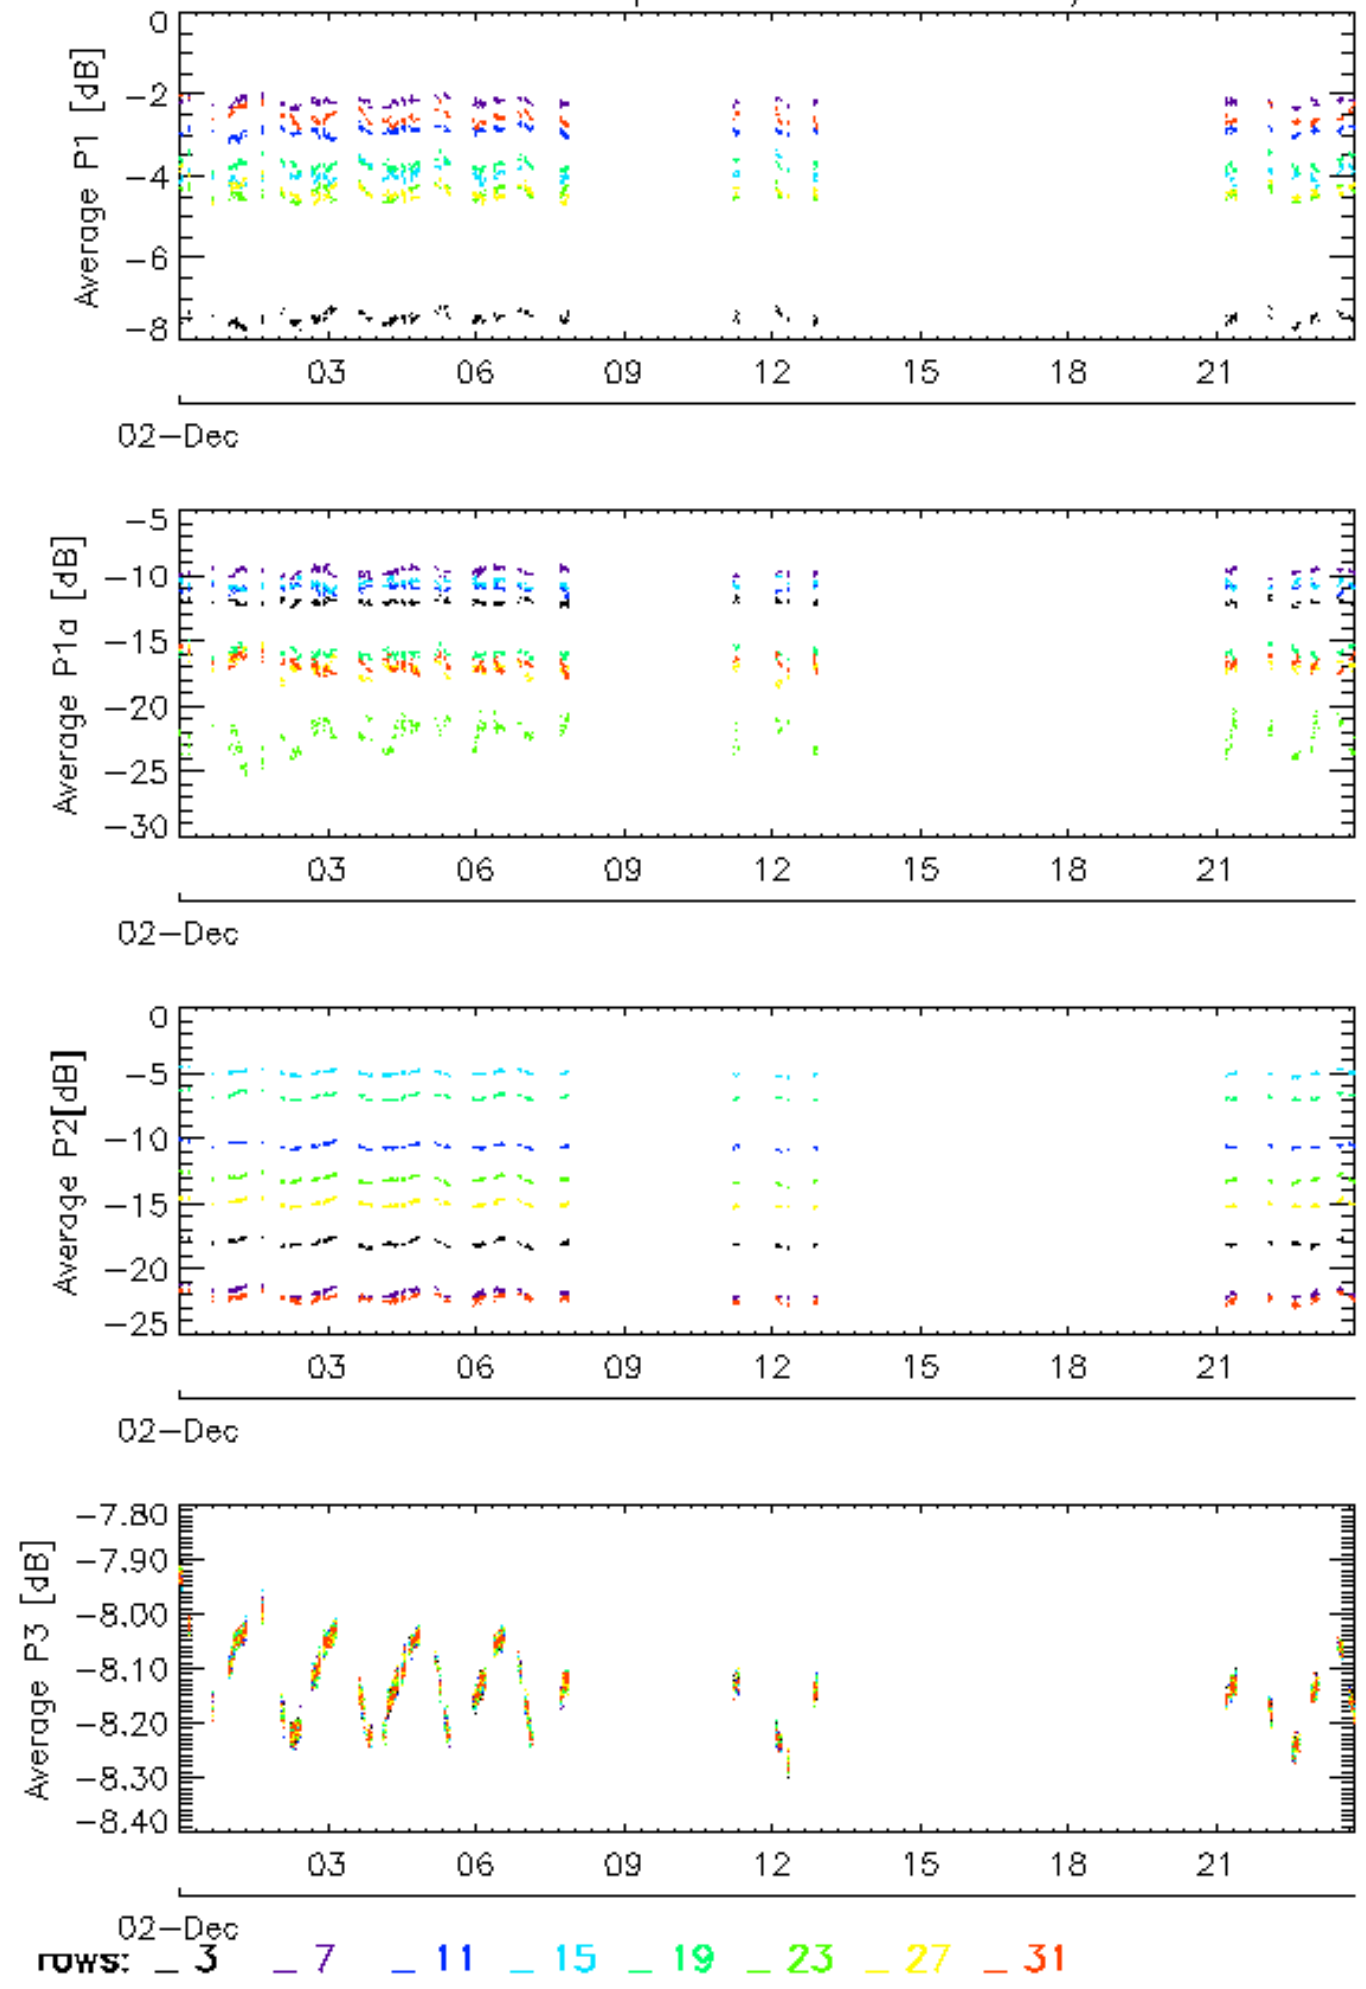 0
−2
−4
−6
−8
Average P1 [dB]
03 06 09 12 15 18 21
02−Dec
−5
−10
−15
−20
−25
−30
Average P1a [dB]
03 06 09 12 15 18 21
02−Dec
0
−5
−10
−15
−20
−25
Average P2[dB]
03 06 09 12 15 18 21
02−Dec
−7.80
−7.90
−8.00
−8.10
−8.20
−8.30
−8.40
Average P3 [dB]
03 06 09 12 15 18 21
02−Dec
rows: _ 3 _ 7 _ 11 _ 15 _ 19 _ 23 _ 27 _ 31